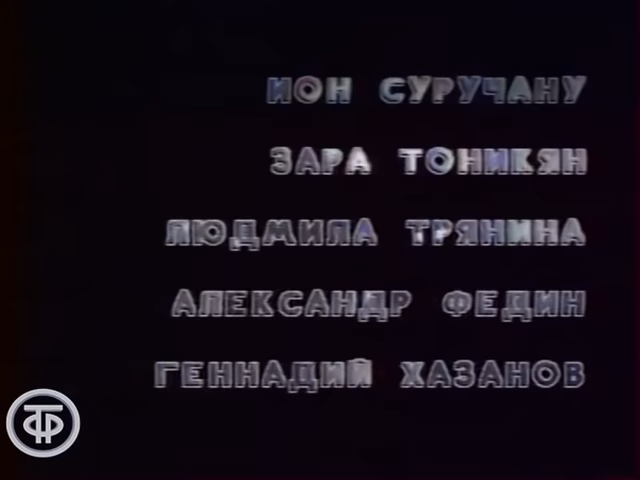 ИОН СУРУЧАНУ
ЗАРА ТОНИКЯН
ЛЮДМИЛА ТРЯНИНА
АЛЕКСАНДР ФЕДИН
ГЕННАДИЙ ХАЗАНОВ